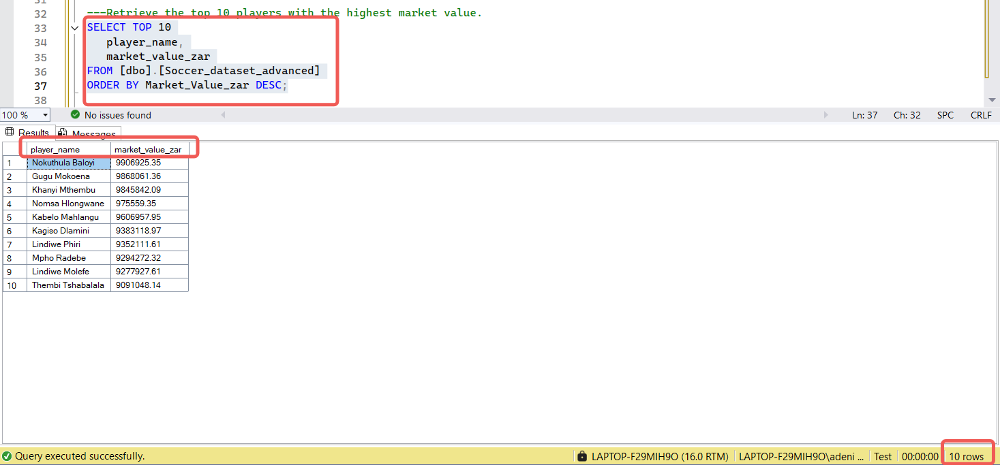 31
32 ---Retrieve the top 10 players with the highest market value.
33 SELECT TOP 10
34 player_name,
35 market_value_zar
36 FROM [dbo].[Soccer_dataset_advanced]
37 ORDER BY Market_Value_zar DESC;
38
100 % No issues found Ln: 37 Ch: 32 SPC CRLF
Results Messages
player_name market_value_zar
1 Nokuthula Baloyi 9906925.35
2 Gugu Mokoena 9868061.36
3 Khanyi Mthembu 9845842.09
4 Nomsa Hlongwane 975559.35
5 Kabelo Mahlangu 9606957.95
6 Kagiso Dlamini 9383118.97
7 Lindiwe Phiri 9352111.61
8 Mpho Radebe 9294272.32
9 Lindiwe Molefe 9277927.61
10 Thembi Tshabalala 9091048.14
Query executed successfully. LAPTOP-F29MIH9O (16.0 RTM) LAPTOP-F29MIH9O\adeni ... Test 00:00:00 10 rows